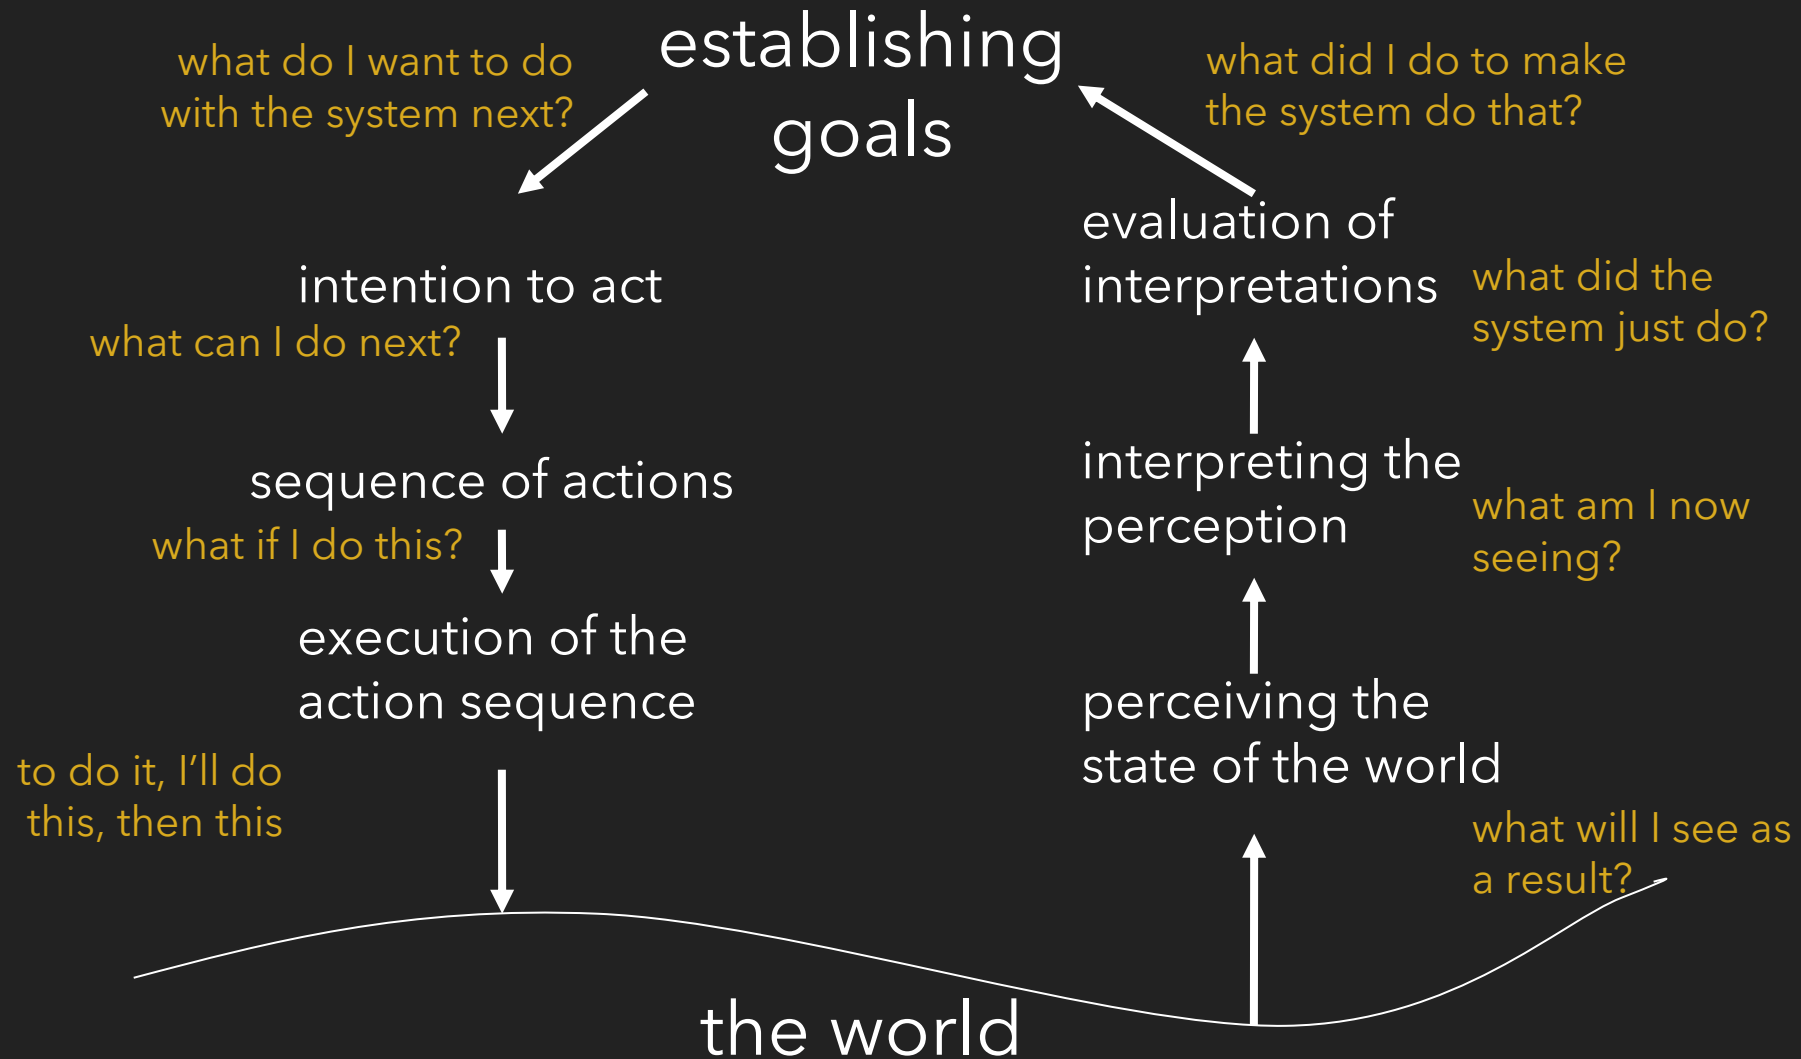 establishing
goals
what do I want to do
with the system next?
what did I do to make
the system do that?
intention to act
what can I do next?
sequence of actions
what if I do this?
execution of the
action sequence
to do it, I’ll do
this, then this
evaluation of
interpretations
what did the
system just do?
interpreting the
perception
what am I now
seeing?
perceiving the
state of the world
what will I see as
a result?
the world